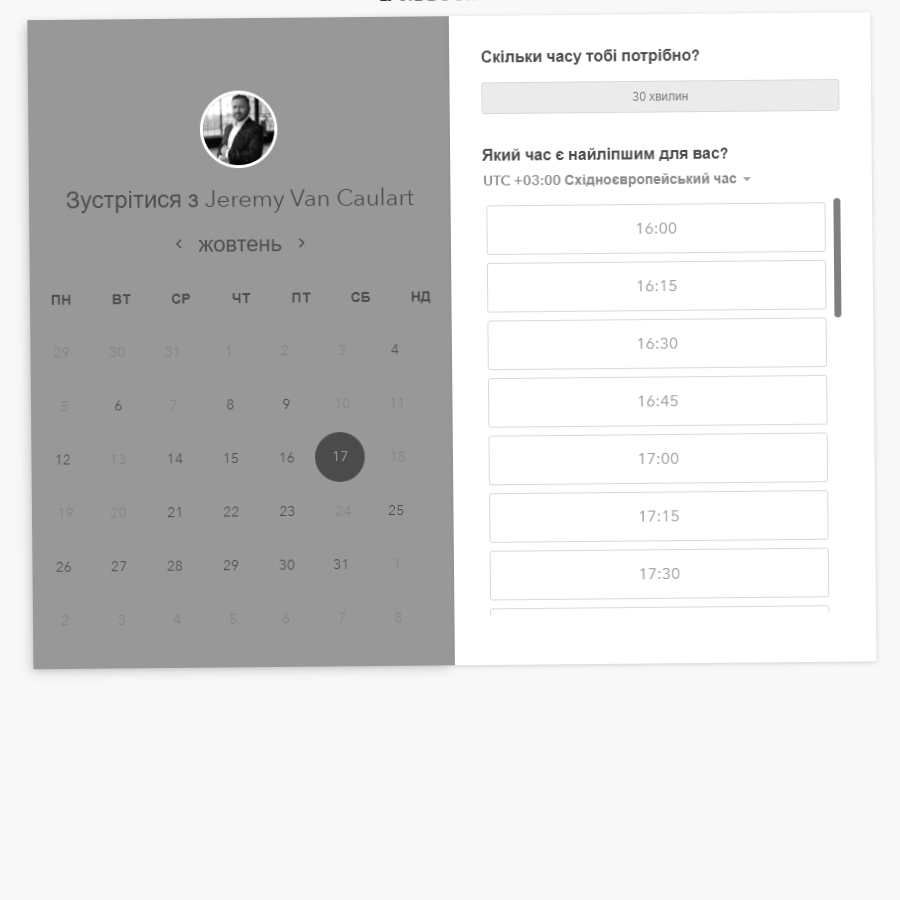 Зустрітися з Jeremy Van Caulart
жовтень
ПН ВТ СР ЧТ ПТ СБ НД
29 30 31 1 2 3 4
5 6 7 8 9 10 11
12 13 14 15 16 17 18
19 20 21 22 23 24 25
26 27 28 29 30 31 1
2 3 4 5 6 7 8
Скільки часу тобі потрібно?
30 хвилин
Який час є найліпшим для вас?
UTC +03:00 Східноєвропейський час
16:00
16:15
16:30
16:45
17:00
17:15
17:30